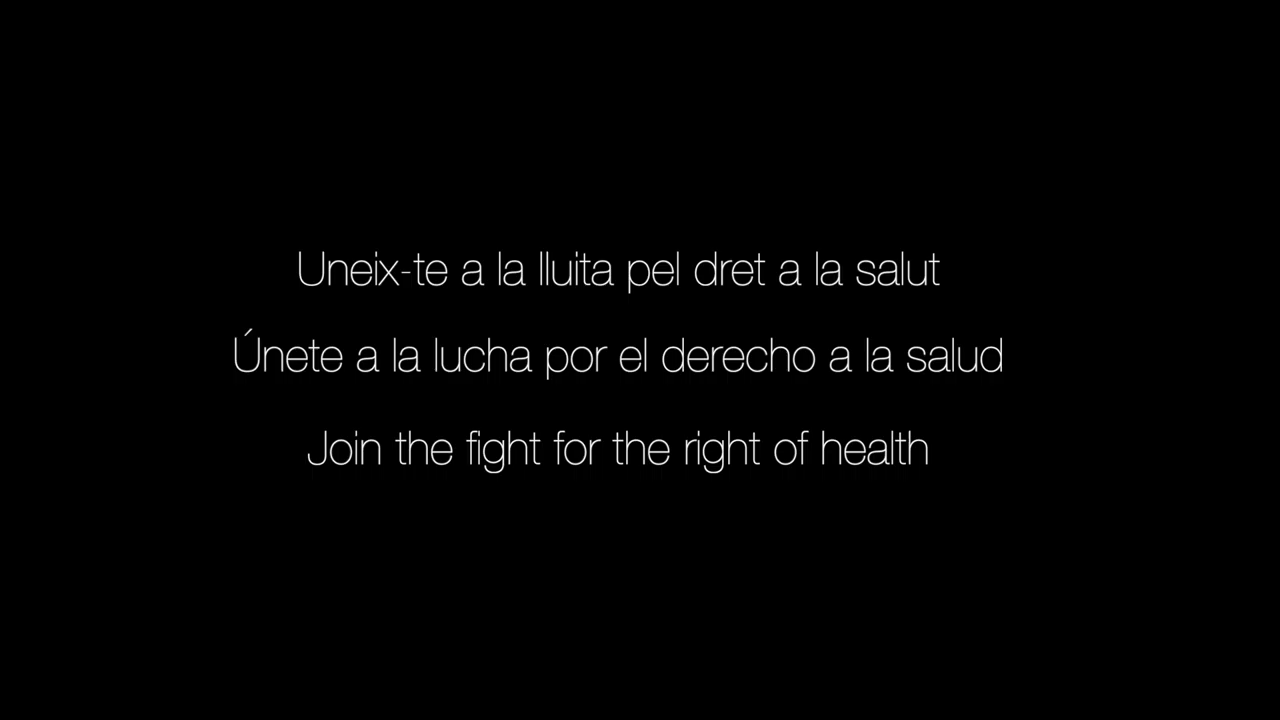 Uneix-te a la lluita pel dret a la salut
Únete a la lucha por el derecho a la salud
Join the fight for the right of health